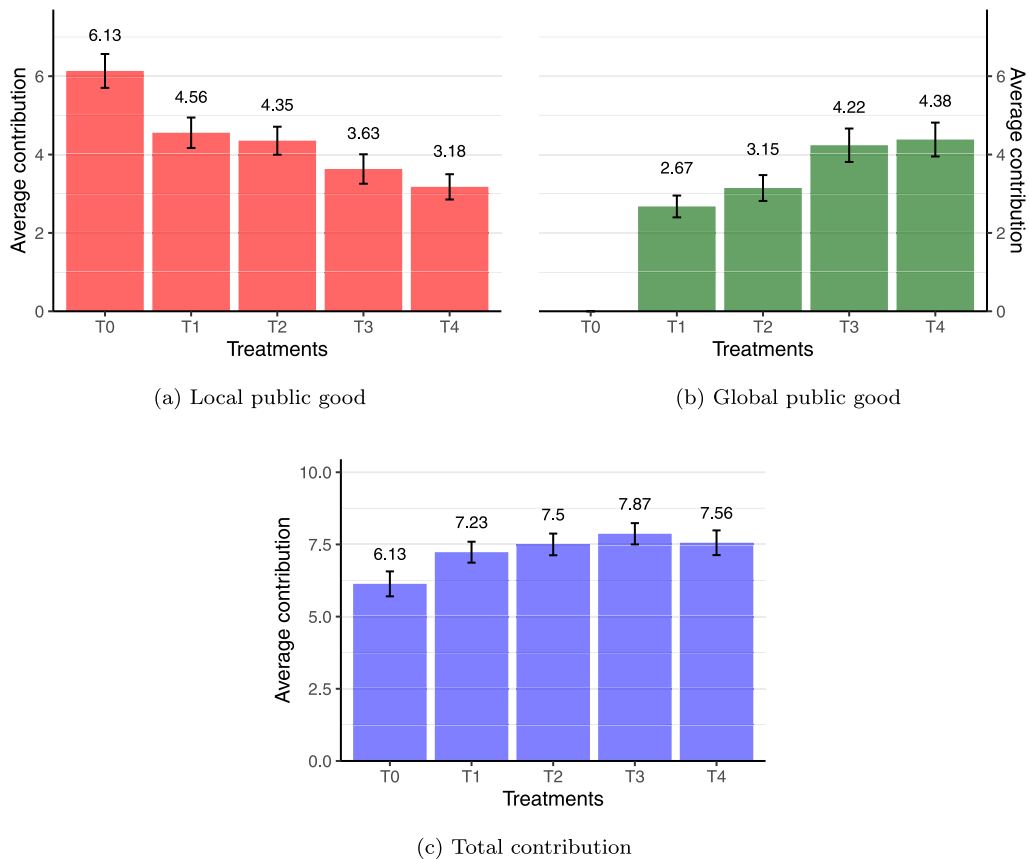 6.13
4.56
4.35
3.63
3.18
Average contribution
6
4
2
0
T0 T1 T2 T3 T4
Treatments
(a) Local public good
2.67
3.15
4.22
4.38
Average contribution
6
4
2
0
T0 T1 T2 T3 T4
Treatments
(b) Global public good
6.13
7.23
7.5
7.87
7.56
Average contribution
10.0
7.5
5.0
2.5
0.0
T0 T1 T2 T3 T4
Treatments
(c) Total contribution